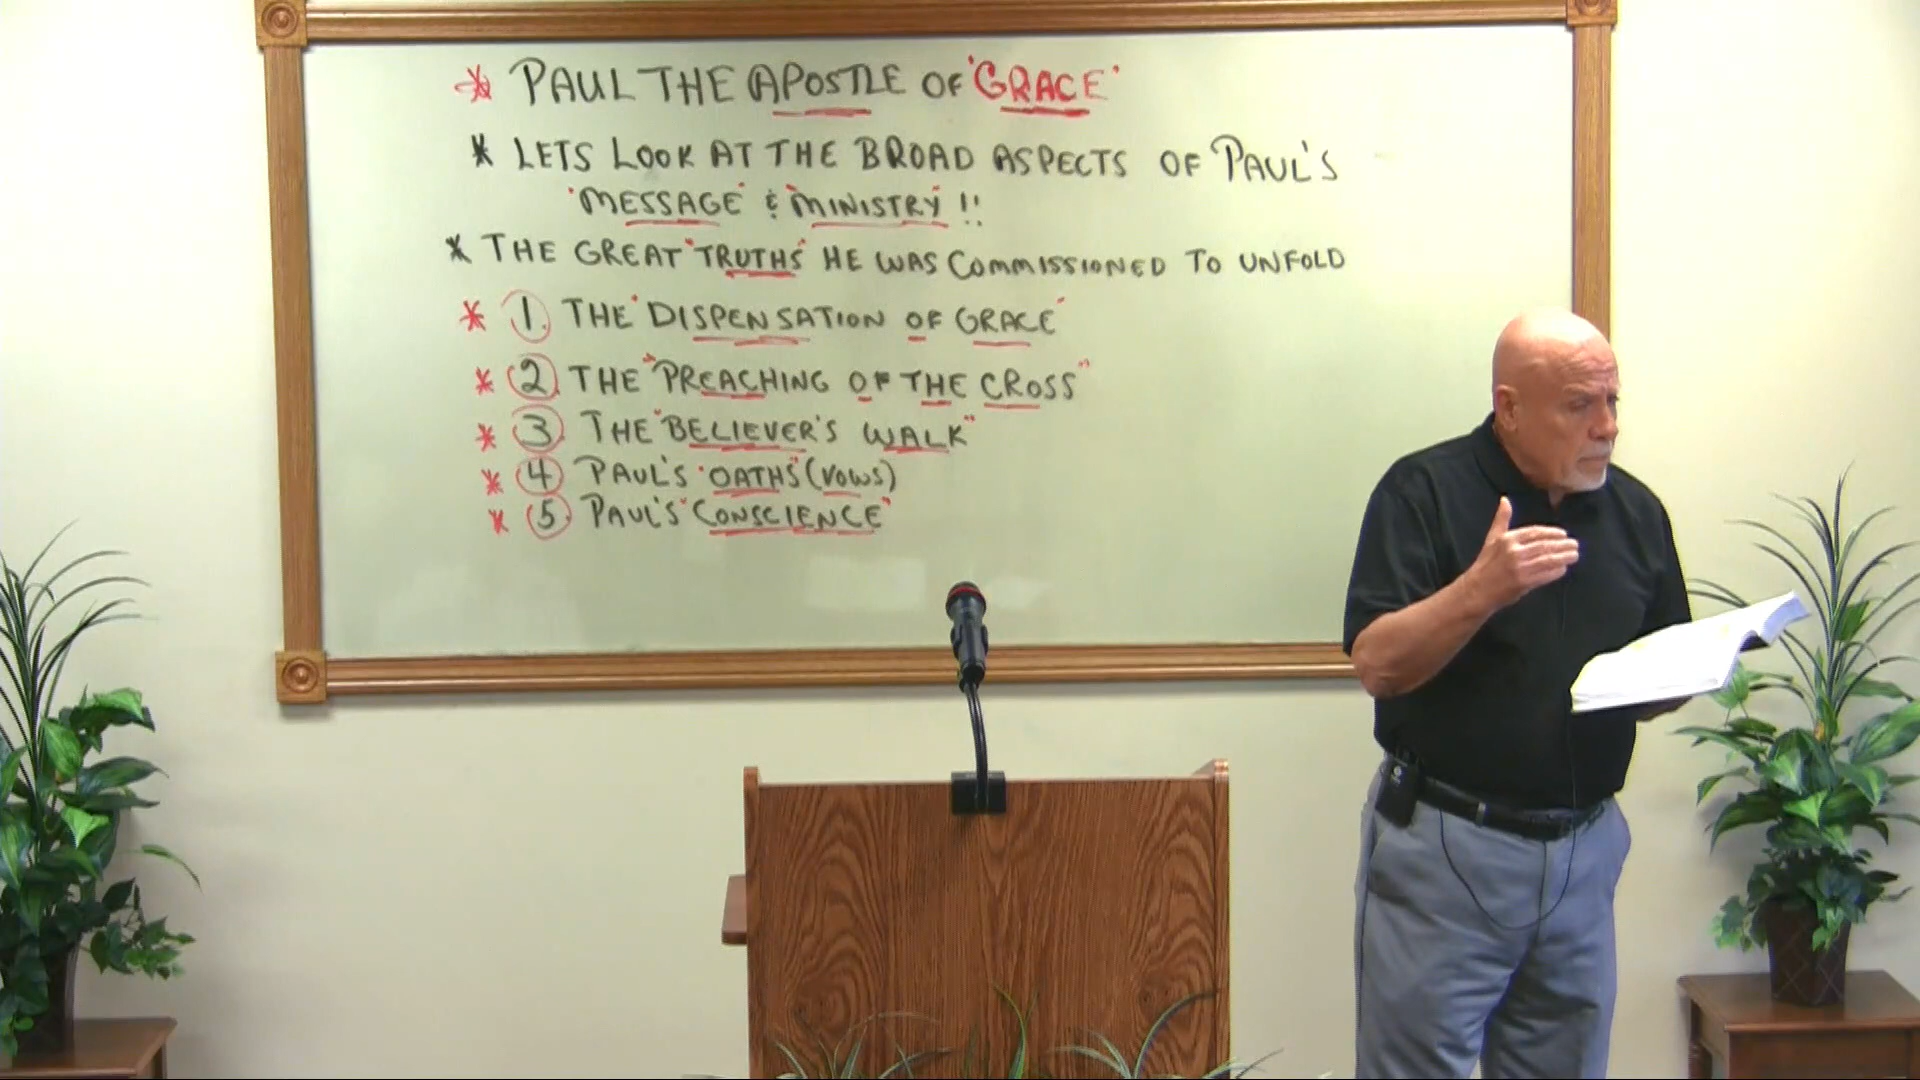 * PAUL THE APOSTLE OF "GRACE"
* LETS LOOK AT THE BROAD ASPECTS OF PAUL'S
"MESSAGE" & "MINISTRY" !!
* THE GREAT "TRUTHS" HE WAS COMMISSIONED TO UNFOLD
* 1. THE "DISPENSATION OF GRACE"
* 2. THE "PREACHING OF THE CROSS"
* 3. THE "BELIEVER'S WALK"
* 4. PAUL'S "OATHS" (VOWS)
* 5. PAUL'S "CONSCIENCE"